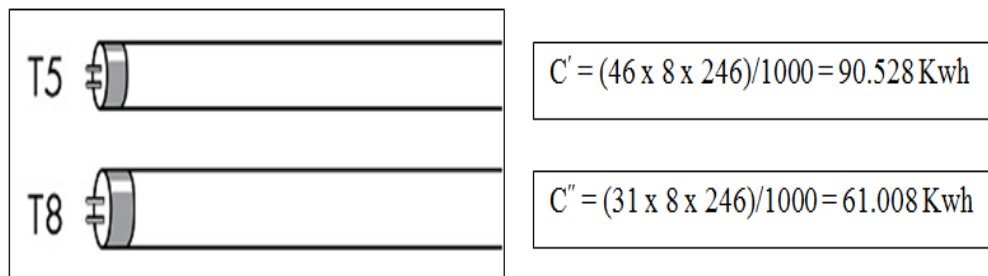 T5
C′ = (46 x 8 x 246)/1000 = 90.528 Kwh
T8
C″ = (31 x 8 x 246)/1000 = 61.008 Kwh